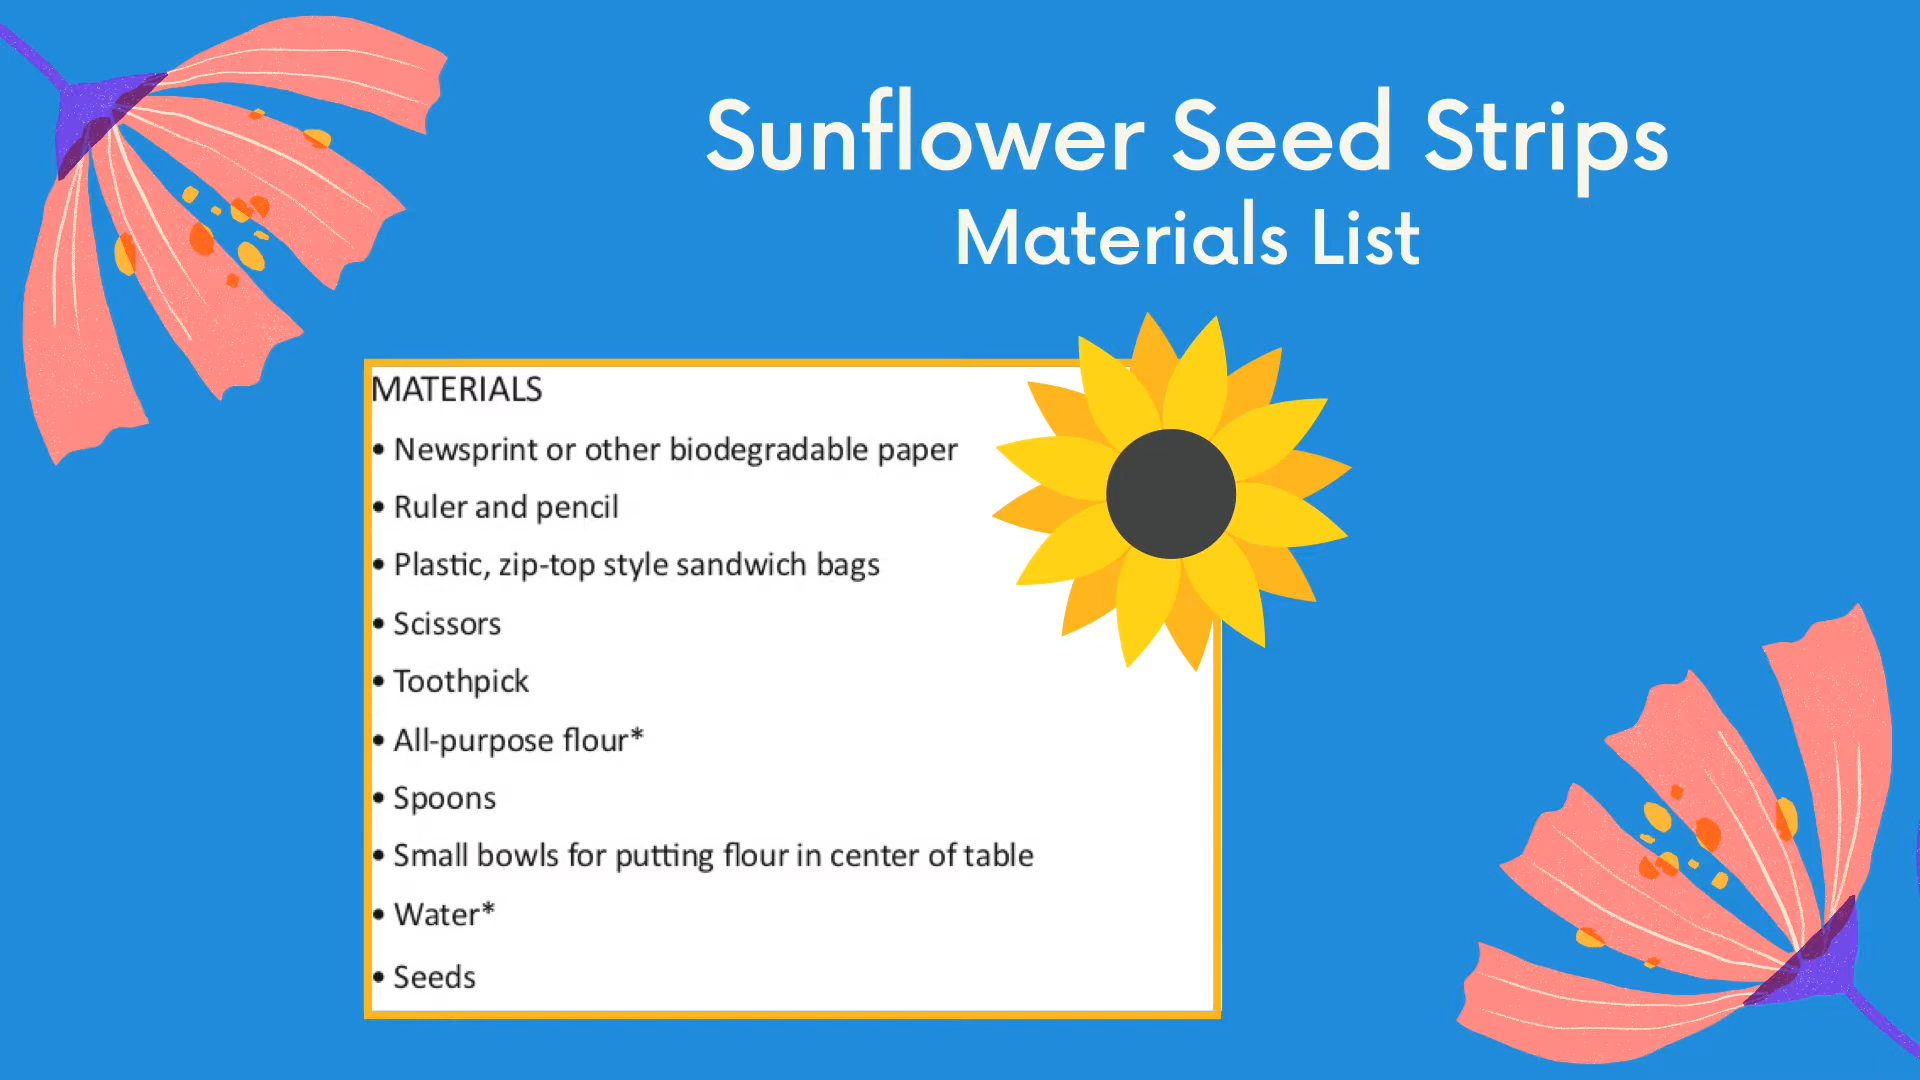 Sunflower Seed Strips
Materials List
MATERIALS
• Newsprint or other biodegradable paper
• Ruler and pencil
• Plastic, zip-top style sandwich bags
• Scissors
• Toothpick
• All-purpose flour*
• Spoons
• Small bowls for putting flour in center of table
• Water*
• Seeds